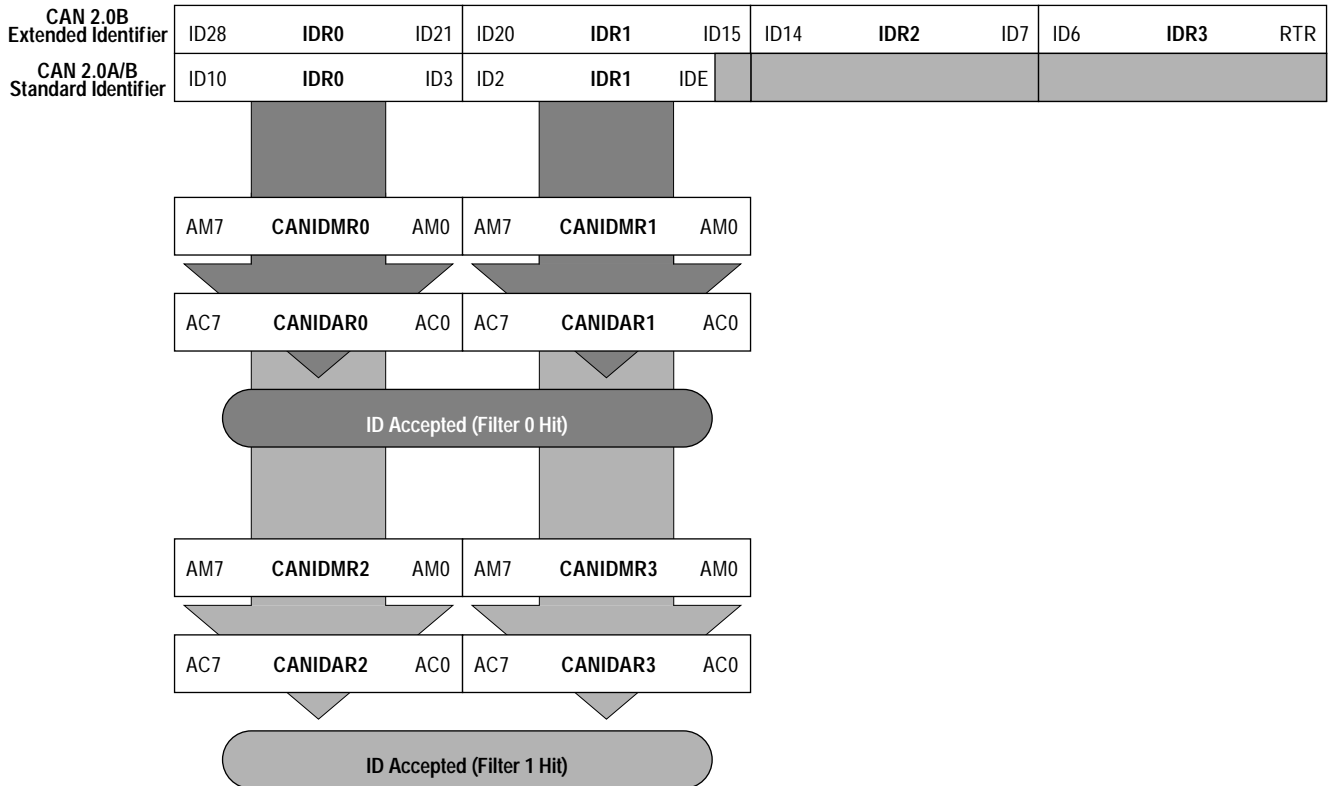 CAN 2.0B
Extended Identifier
ID28 IDR0 ID21 ID20 IDR1 ID15 ID14 IDR2 ID7 ID6 IDR3 RTR
CAN 2.0A/B
Standard Identifier
ID10 IDR0 ID3 ID2 IDR1 IDE
AM7 CANIDMR0 AM0 AM7 CANIDMR1 AM0
AC7 CANIDAR0 AC0 AC7 CANIDAR1 AC0
ID Accepted (Filter 0 Hit)
AM7 CANIDMR2 AM0 AM7 CANIDMR3 AM0
AC7 CANIDAR2 AC0 AC7 CANIDAR3 AC0
ID Accepted (Filter 1 Hit)